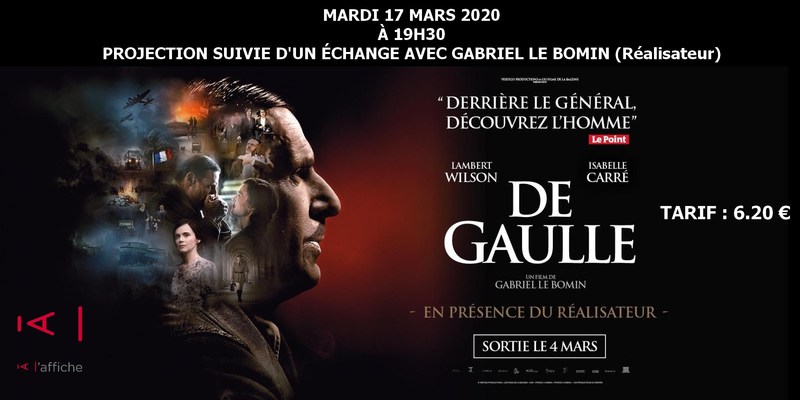 MARDI 17 MARS 2020
À 19H30
PROJECTION SUIVIE D'UN ÉCHANGE AVEC GABRIEL LE BOMIN (Réalisateur)
“ DERRIÈRE LE GÉNÉRAL,
DÉCOUVREZ L'HOMME”
Le Point
LAMBERT WILSON
ISABELLE CARRÉ
DE
GAULLE
TARIF : 6.20 €
UN FILM DE
GABRIEL LE BOMIN
- EN PRÉSENCE DU RÉALISATEUR -
SORTIE LE 4 MARS
À l'affiche